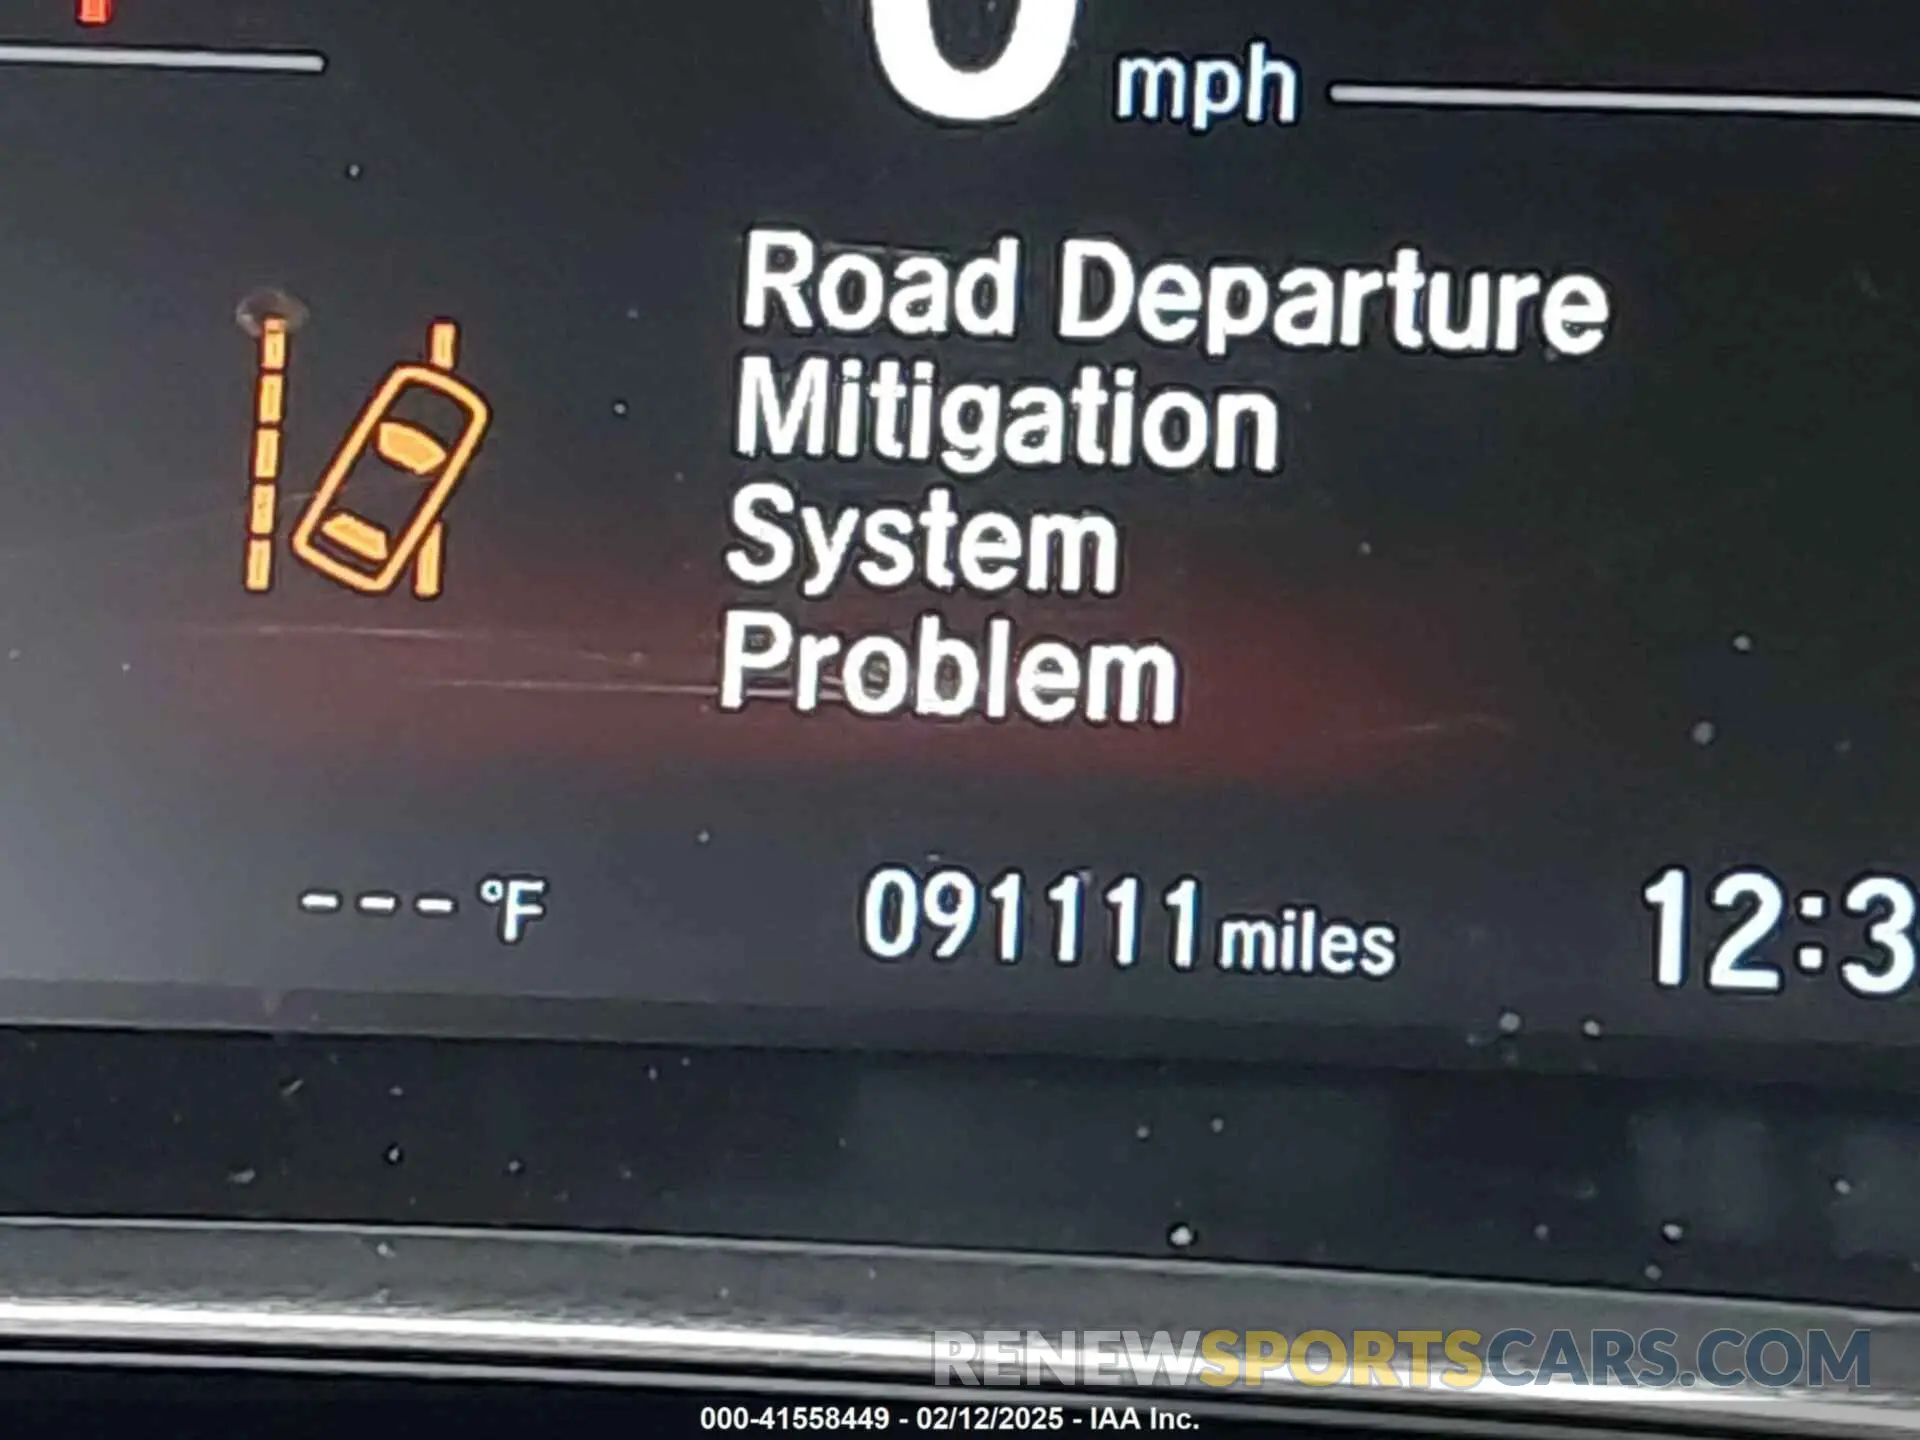 0 mph
Road Departure
Mitigation
System
Problem
--- °F 091111 miles 12:3
RENEWSPORTSCARS.COM
000-41558449 - 02/12/2025 - IAA Inc.